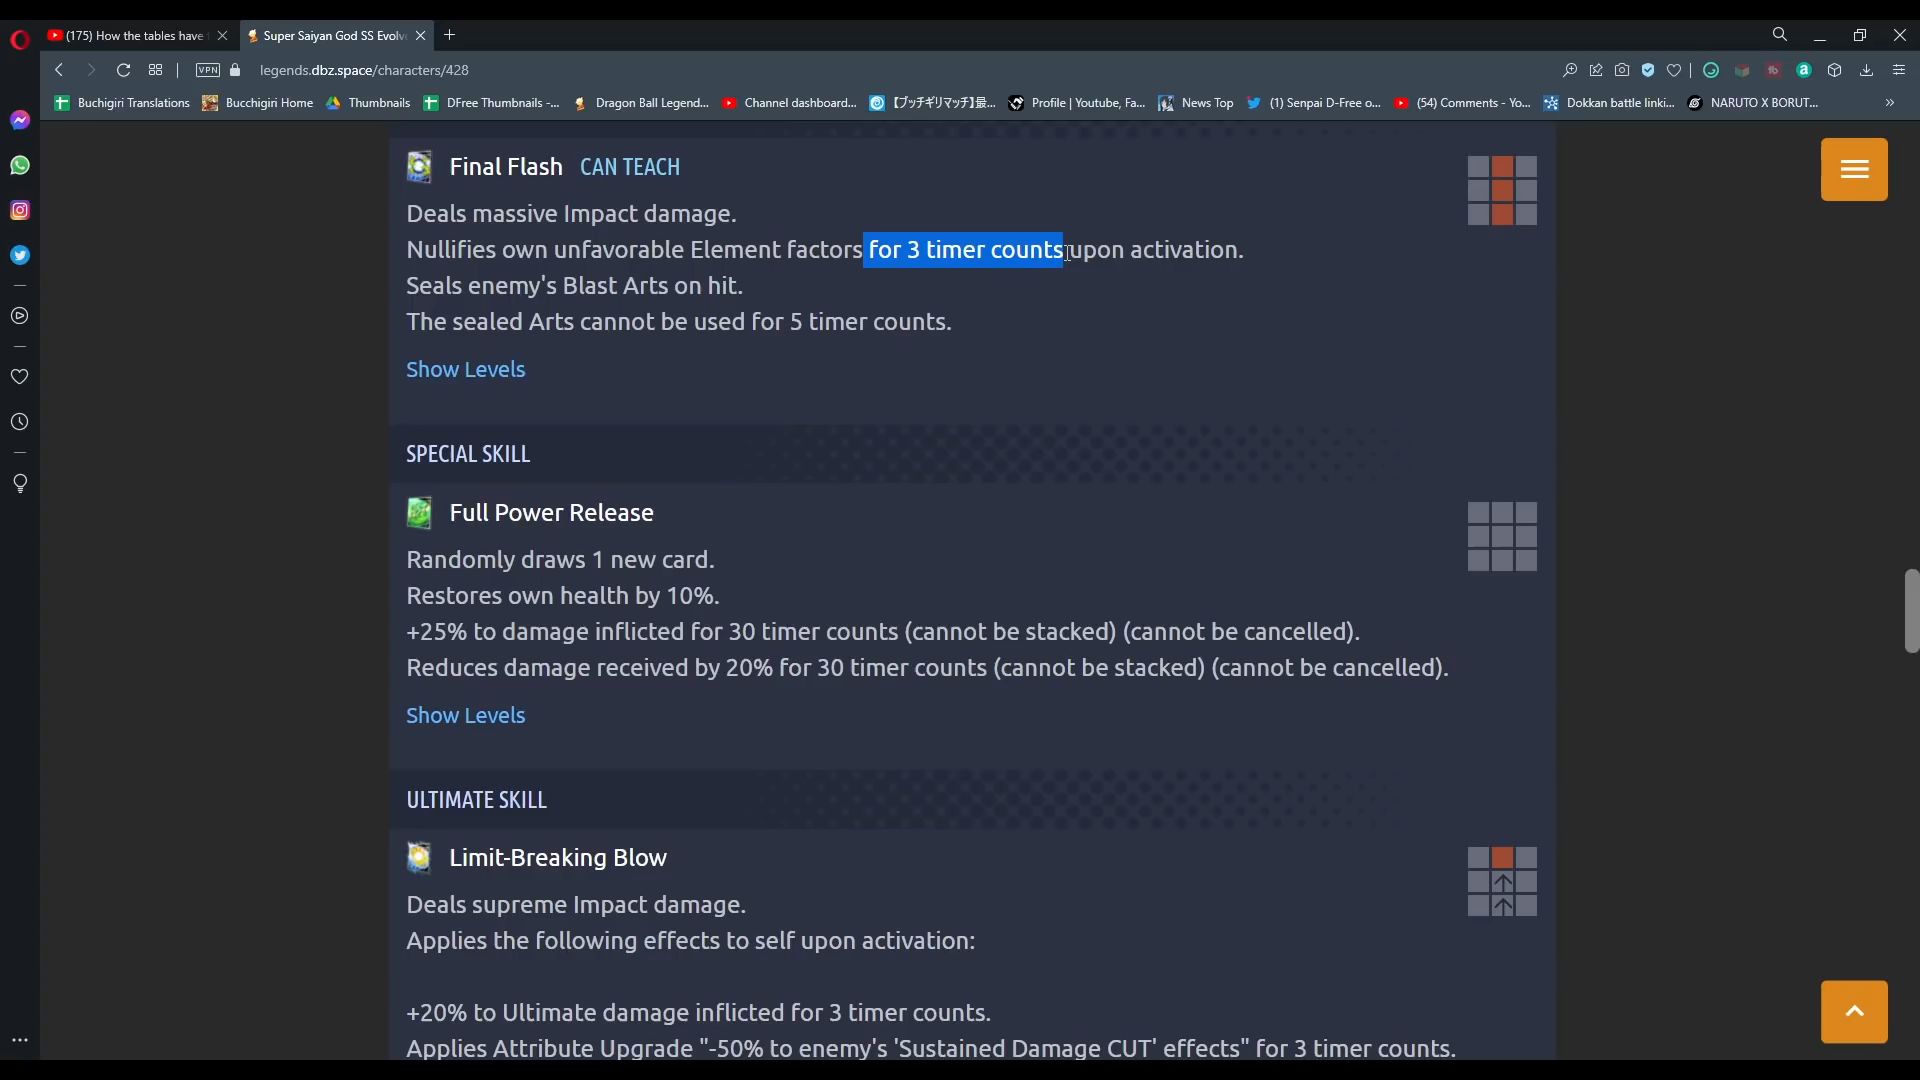 (175) How the tables have
Super Saiyan God SS Evolve
VPN
legends.dbz.space/characters/428
Buchigiri Translations
Bucchigiri Home
Thumbnails
DFree Thumbnails -...
Dragon Ball Legend...
Channel dashboard...
【ブッチギリマッチ】最...
Profile | Youtube, Fa...
News Top
(1) Senpai D-Free o...
(54) Comments - Yo...
Dokkan battle linki...
NARUTO X BORUT...
Final Flash CAN TEACH
Deals massive Impact damage.
Nullifies own unfavorable Element factors for 3 timer counts upon activation.
Seals enemy's Blast Arts on hit.
The sealed Arts cannot be used for 5 timer counts.
Show Levels
SPECIAL SKILL
Full Power Release
Randomly draws 1 new card.
Restores own health by 10%.
+25% to damage inflicted for 30 timer counts (cannot be stacked) (cannot be cancelled).
Reduces damage received by 20% for 30 timer counts (cannot be stacked) (cannot be cancelled).
Show Levels
ULTIMATE SKILL
Limit-Breaking Blow
Deals supreme Impact damage.
Applies the following effects to self upon activation:
+20% to Ultimate damage inflicted for 3 timer counts.
Applies Attribute Upgrade "-50% to enemy's 'Sustained Damage CUT' effects" for 3 timer counts.